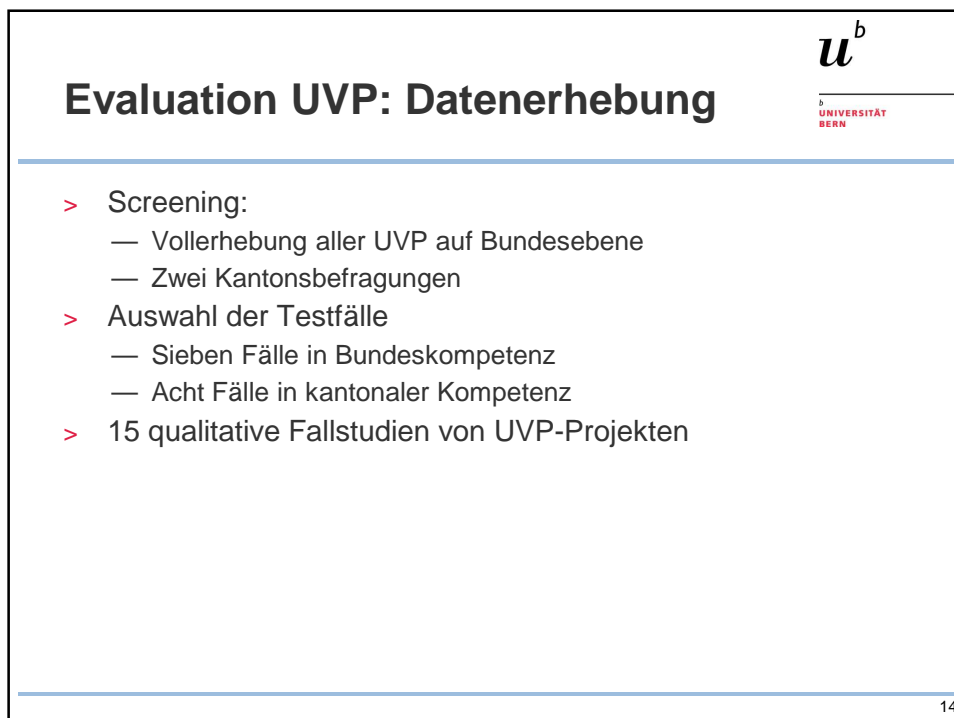 u^b
Evaluation UVP: Datenerhebung
b
UNIVERSITÄT
BERN
> Screening:
— Vollerhebung aller UVP auf Bundesebene
— Zwei Kantonsbefragungen
> Auswahl der Testfälle
— Sieben Fälle in Bundeskompetenz
— Acht Fälle in kantonaler Kompetenz
> 15 qualitative Fallstudien von UVP-Projekten
14